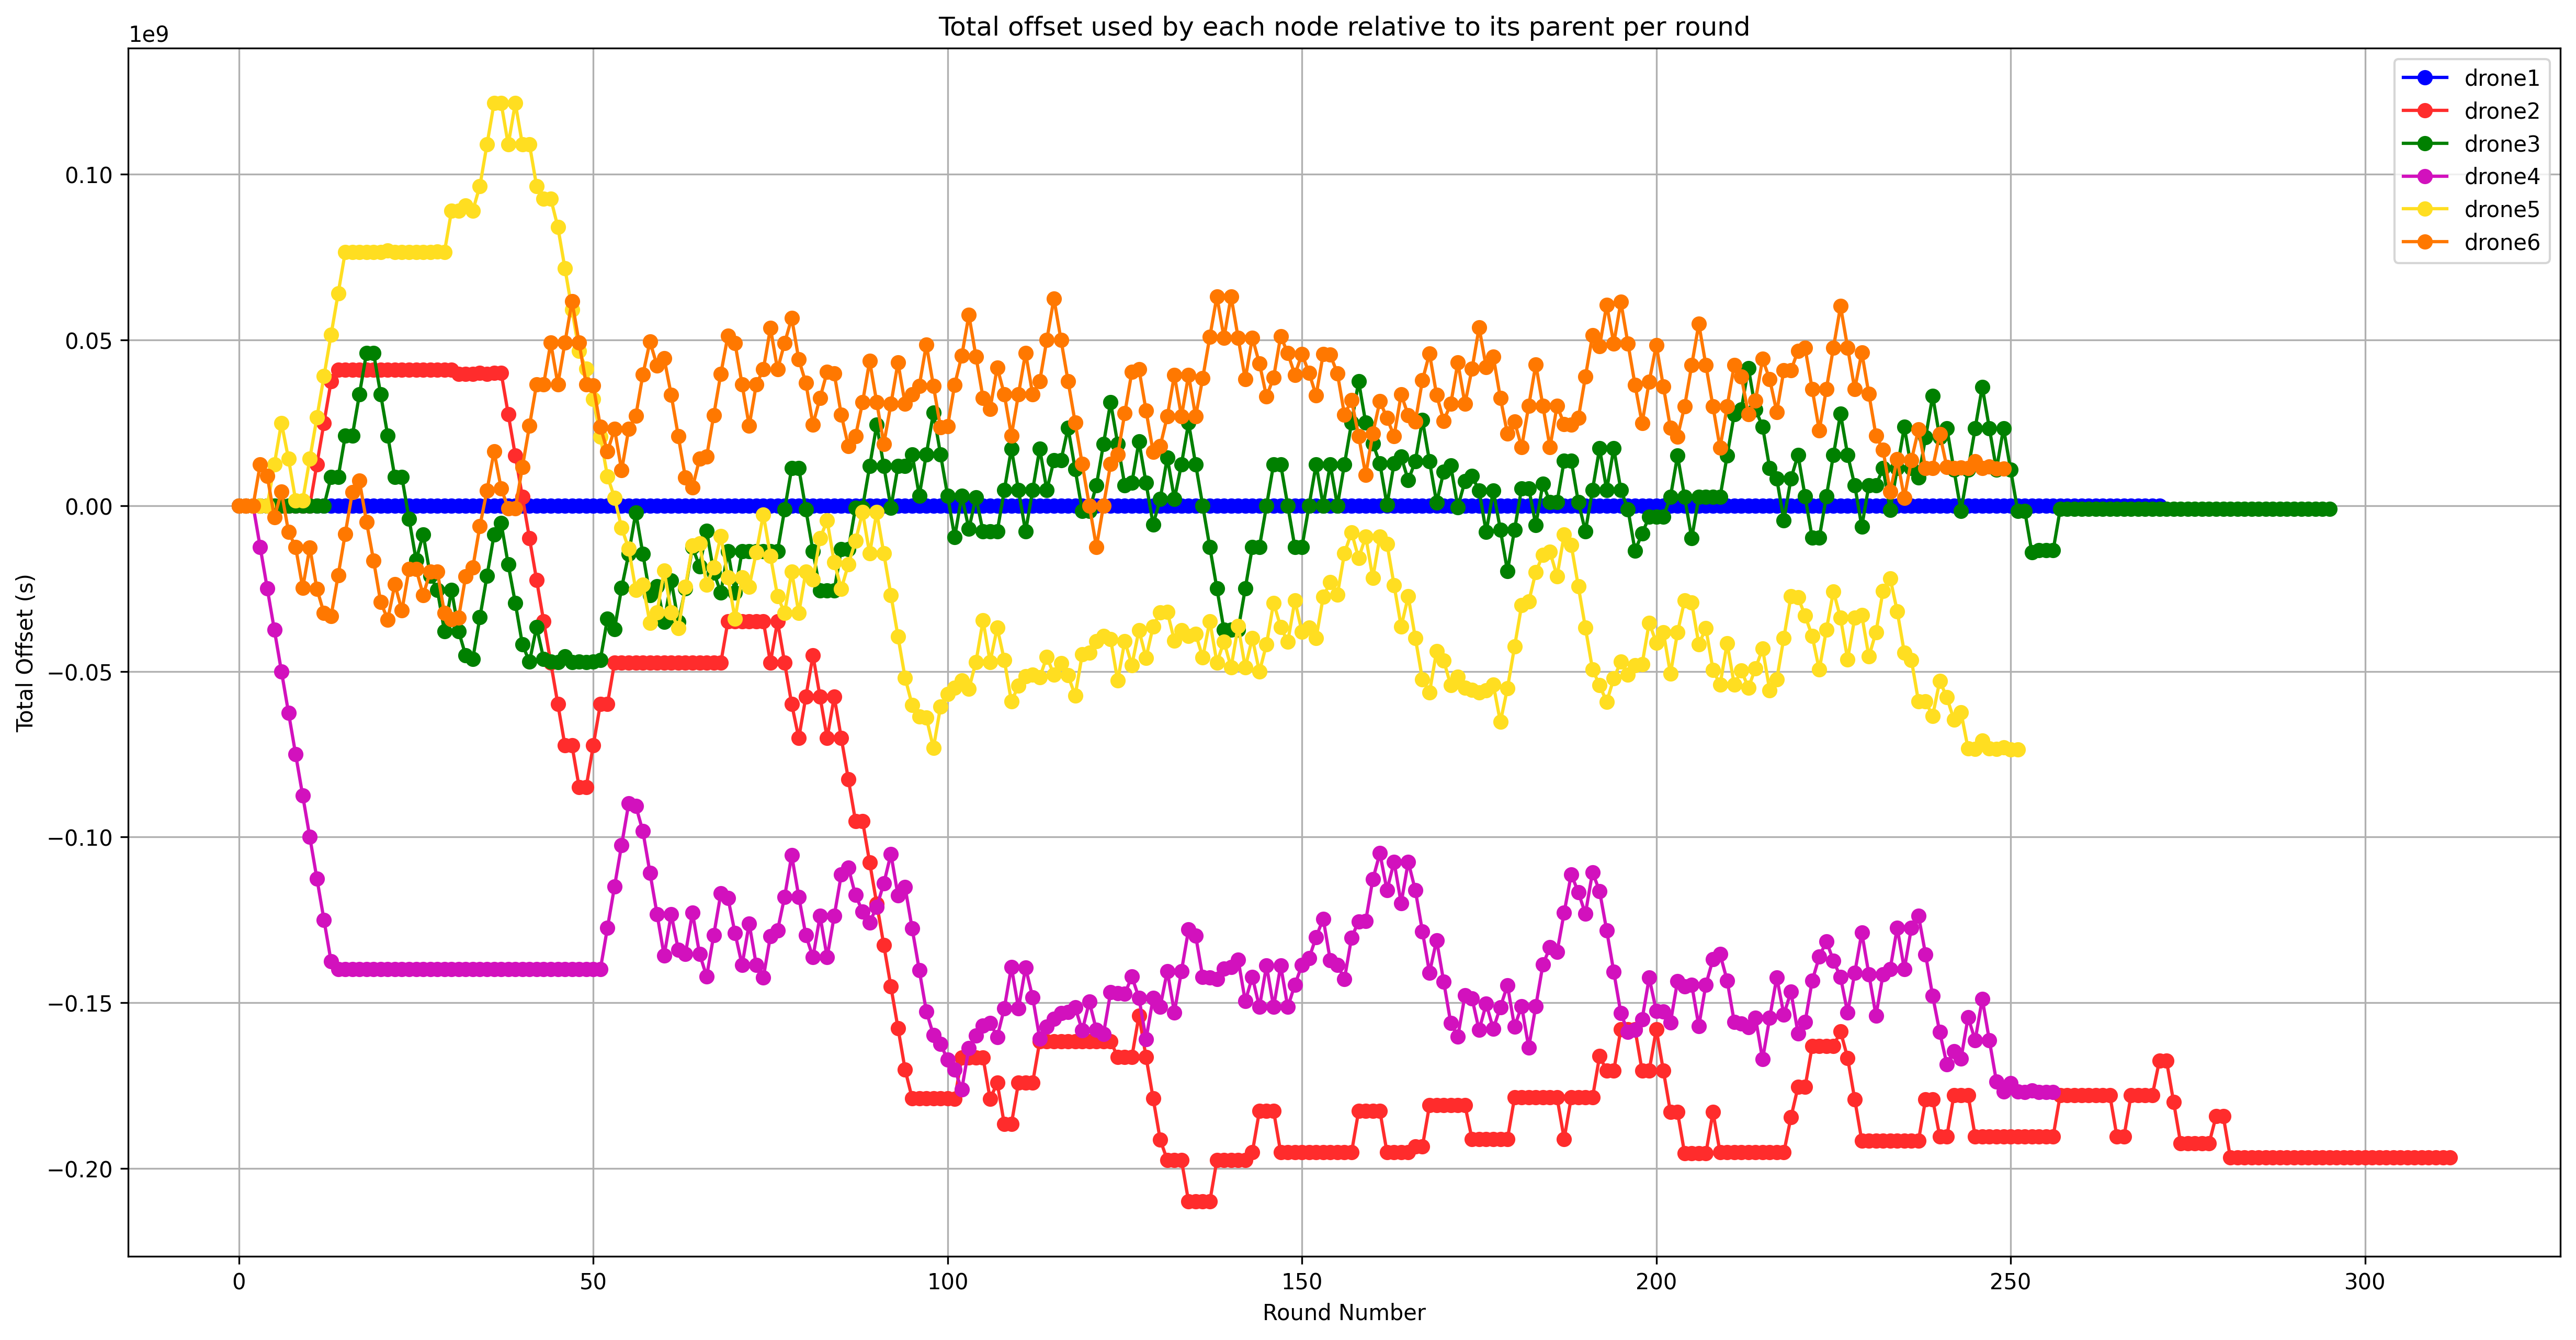 Total offset used by each node relative to its parent per round
1e9
drone1
drone2
drone3
drone4
drone5
drone6
0.10
0.05
0.00
−0.05
−0.10
−0.15
−0.20
Total Offset (s)
0 50 100 150 200 250 300
Round Number